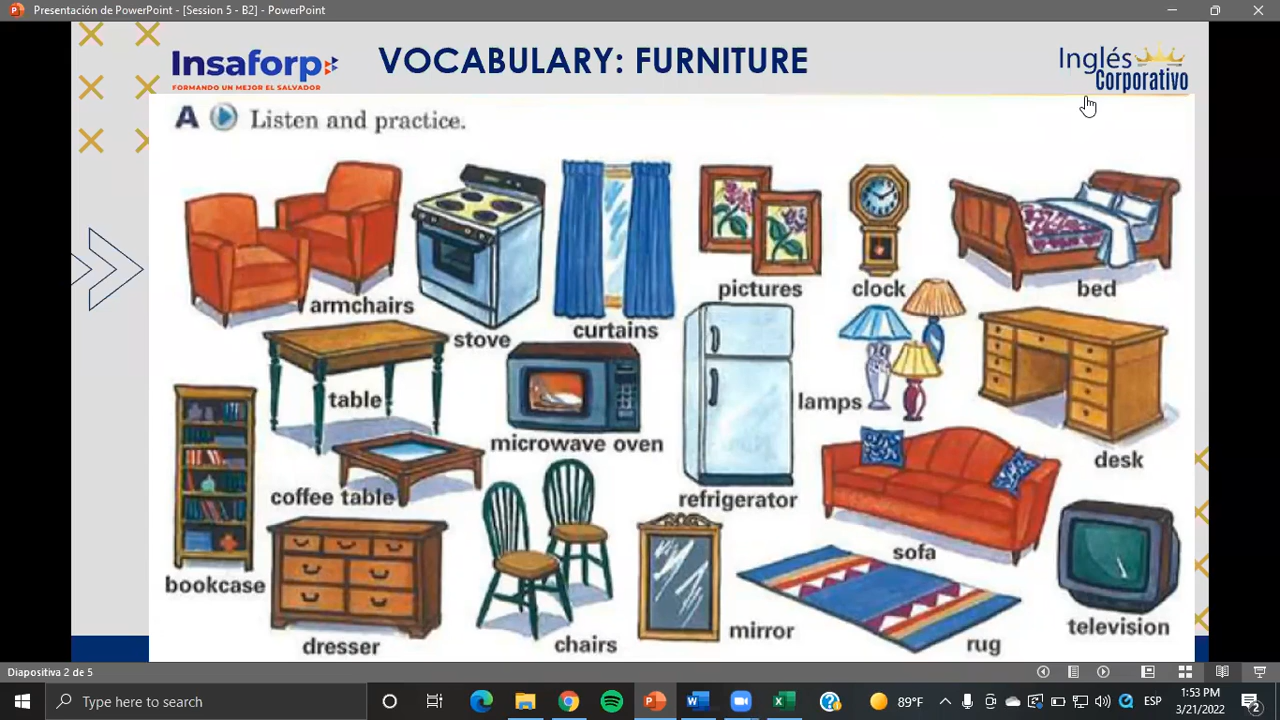 Presentación de PowerPoint - [Session 5 - B2] - PowerPoint
Insaforp
FORMANDO UN MEJOR EL SALVADOR
VOCABULARY: FURNITURE
Inglés
Corporativo
A Listen and practice.
armchairs
stove
curtains
pictures
clock
bed
table
microwave oven
refrigerator
lamps
desk
coffee table
bookcase
dresser
chairs
mirror
sofa
rug
television
Diapositiva 2 de 5
Type here to search
89°F
ESP
1:53 PM
3/21/2022
2